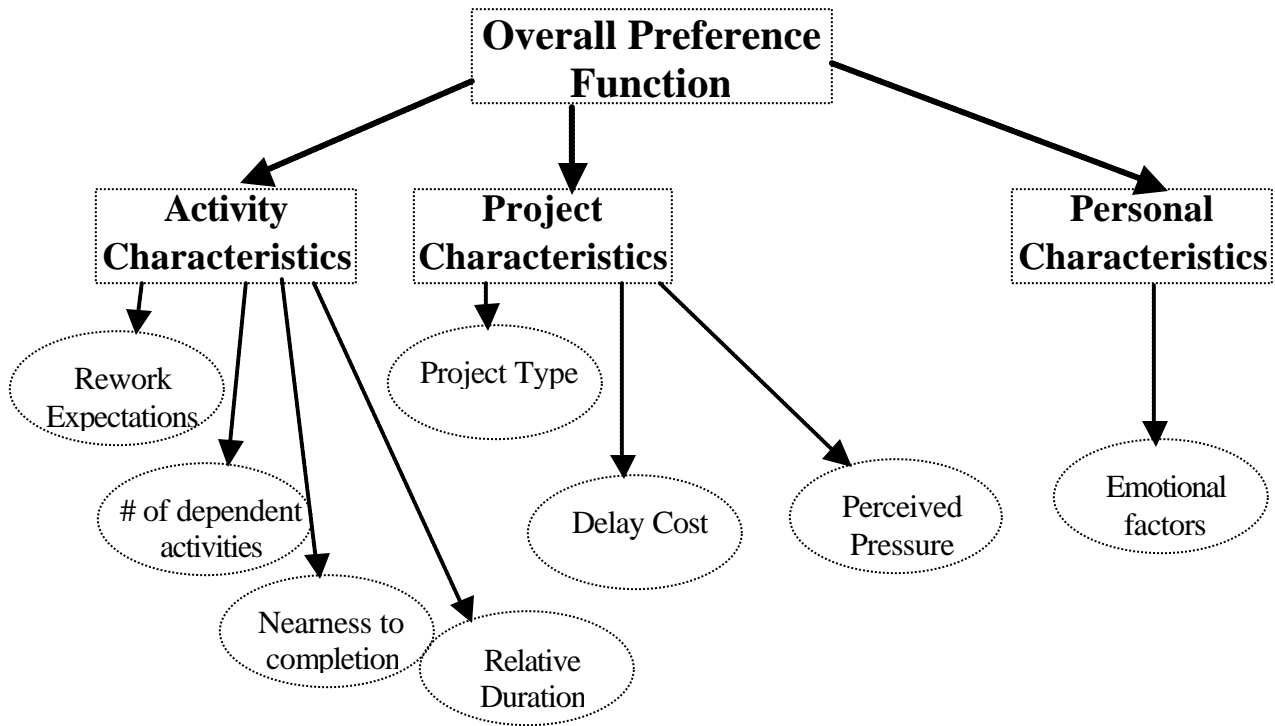 Overall Preference
Function
Activity
Characteristics
Project
Characteristics
Personal
Characteristics
Rework
Expectations
Project Type
# of dependent
activities
Delay Cost
Perceived
Pressure
Emotional
factors
Nearness to
completion
Relative
Duration